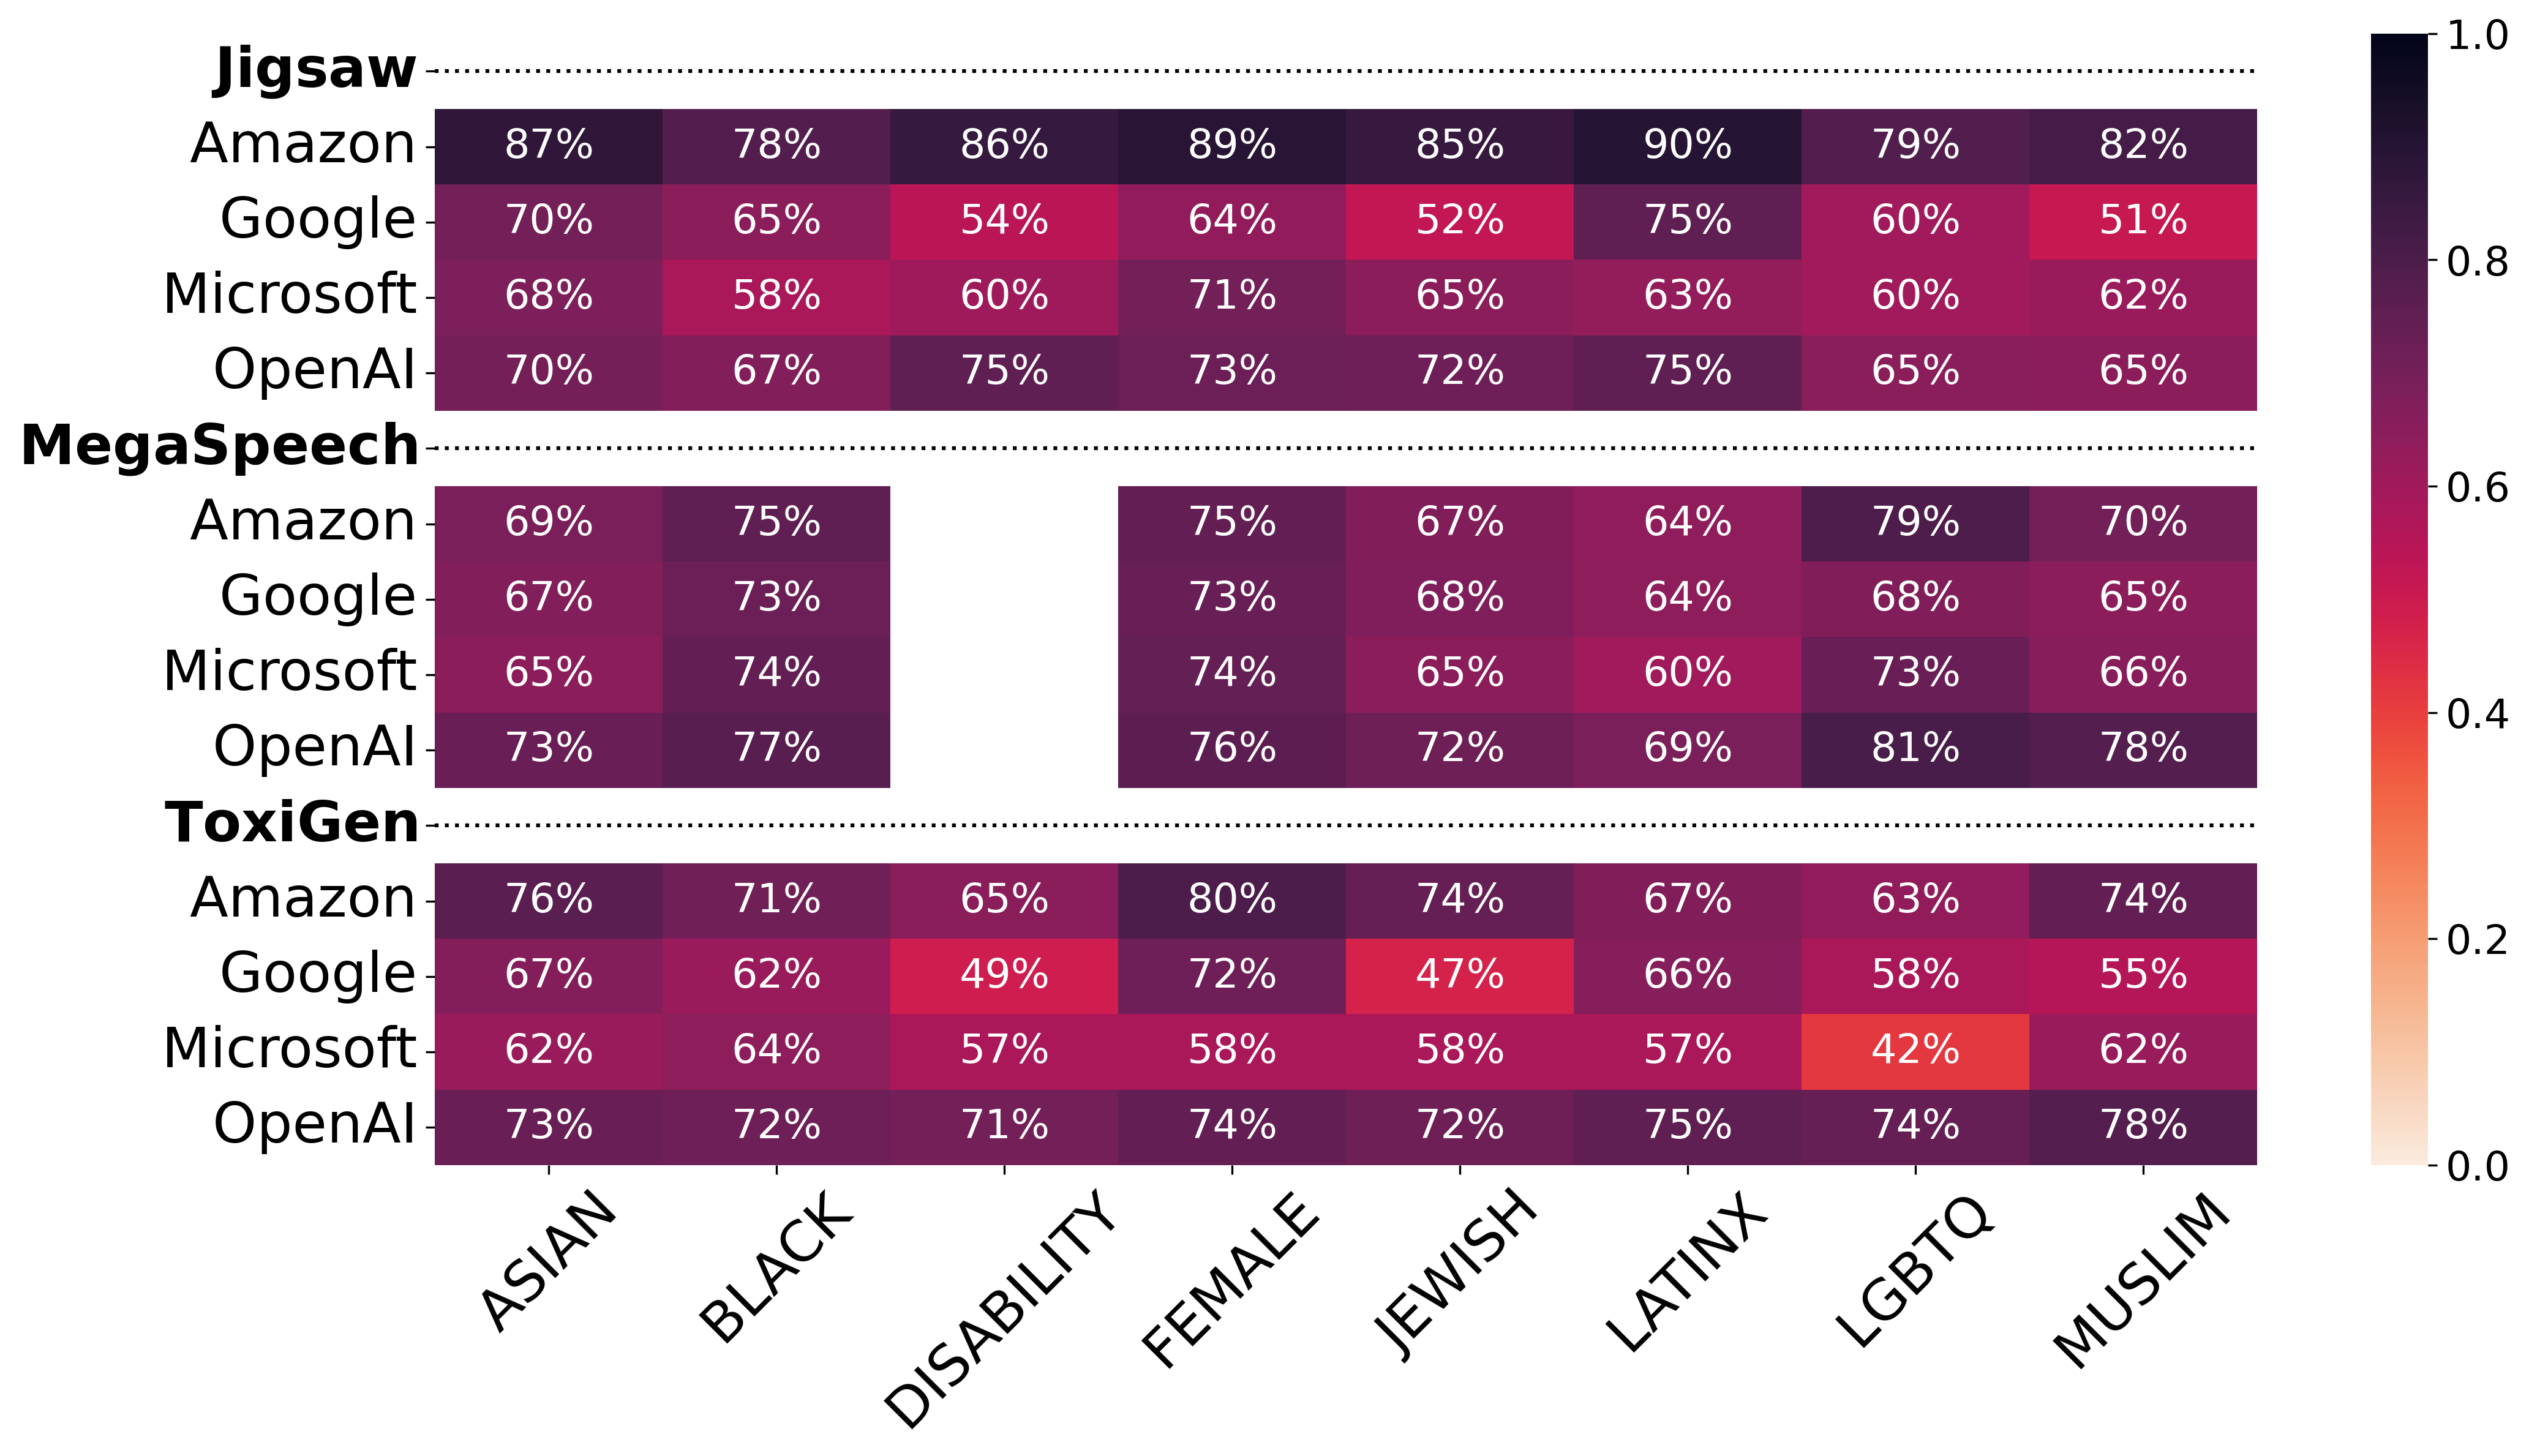 Jigsaw
Amazon 87% 78% 86% 89% 85% 90% 79% 82%
Google 70% 65% 54% 64% 52% 75% 60% 51%
Microsoft 68% 58% 60% 71% 65% 63% 60% 62%
OpenAI 70% 67% 75% 73% 72% 75% 65% 65%
MegaSpeech
Amazon 69% 75% 75% 67% 64% 79% 70%
Google 67% 73% 73% 68% 64% 68% 65%
Microsoft 65% 74% 74% 65% 60% 73% 66%
OpenAI 73% 77% 76% 72% 69% 81% 78%
ToxiGen
Amazon 76% 71% 65% 80% 74% 67% 63% 74%
Google 67% 62% 49% 72% 47% 66% 58% 55%
Microsoft 62% 64% 57% 58% 58% 57% 42% 62%
OpenAI 73% 72% 71% 74% 72% 75% 74% 78%
ASIAN BLACK DISABILITY FEMALE JEWISH LATINX LGBTQ MUSLIM
1.0
0.8
0.6
0.4
0.2
0.0